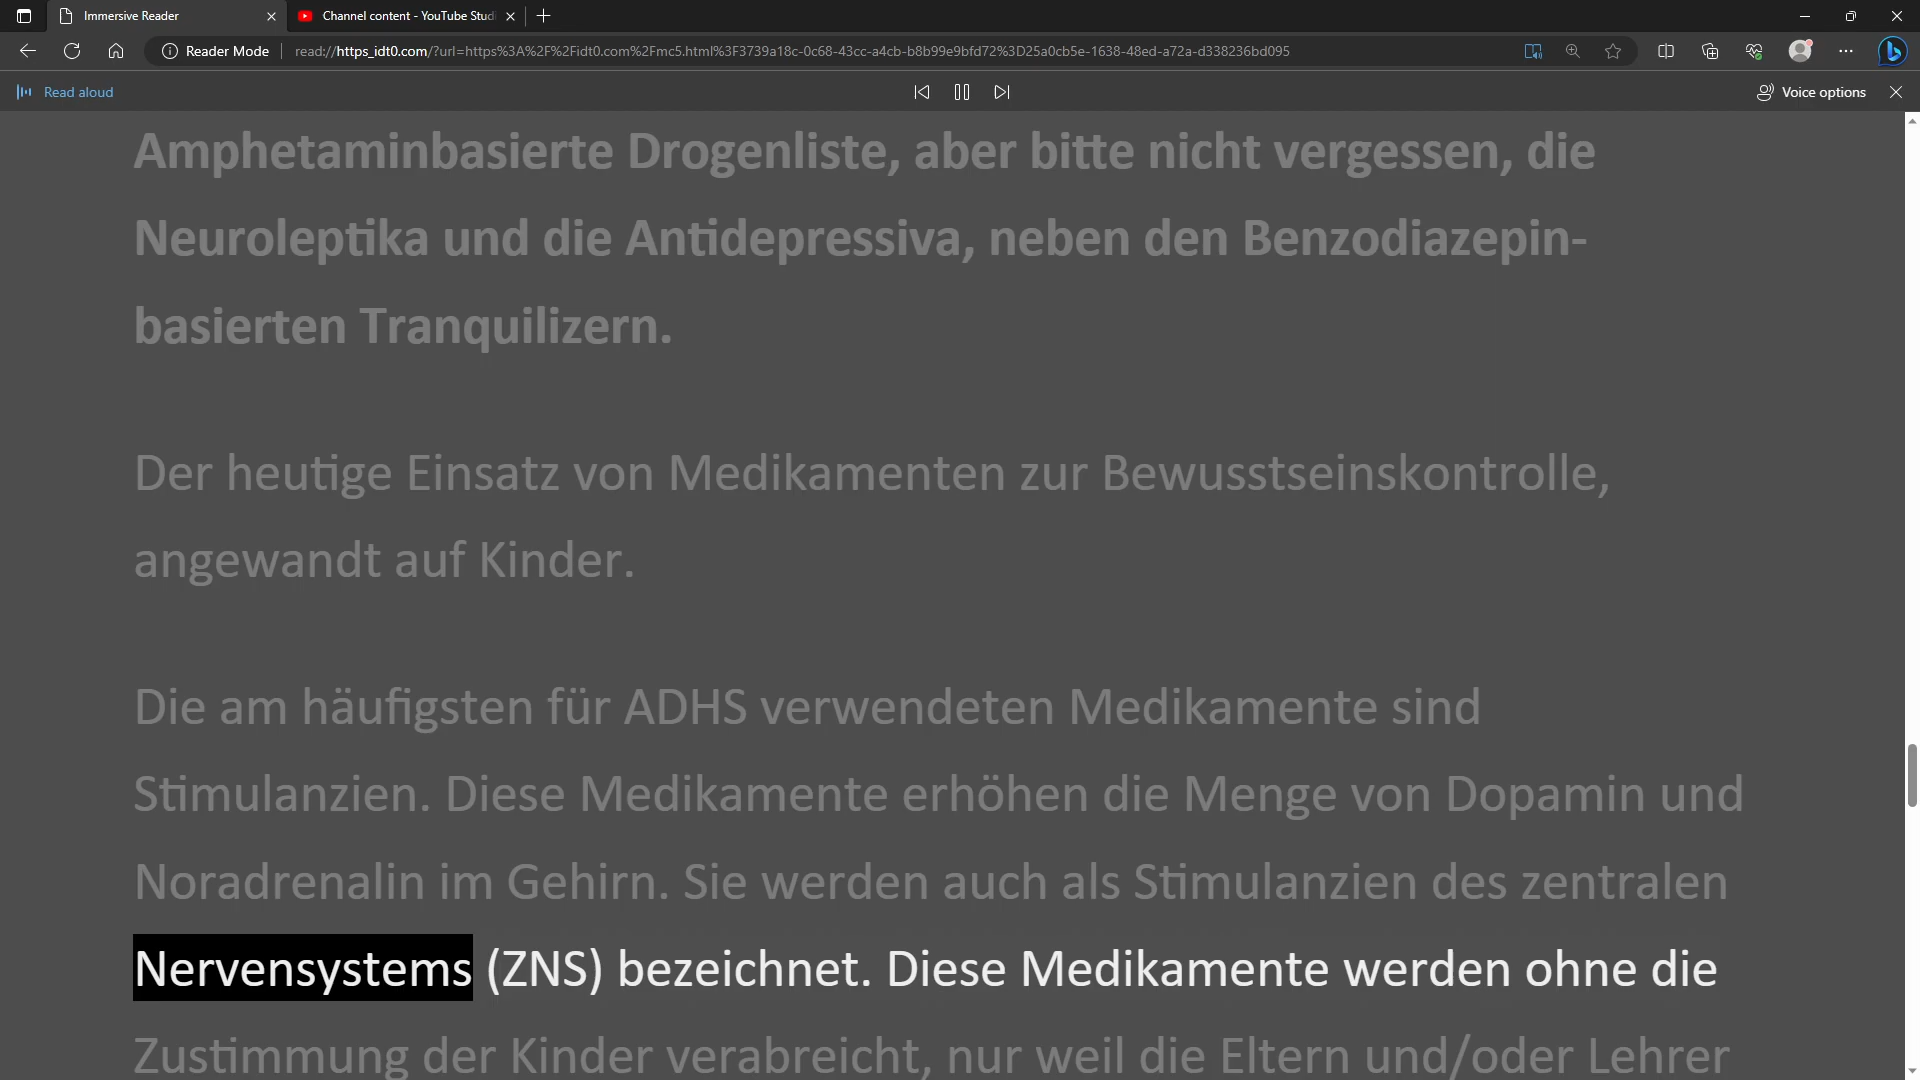 Immersive Reader
Channel content - YouTube Studi
Reader Mode
read://https_idt0.com/?url=https%3A%2F%2Fidt0.com%2Fmc5.html%3F3739a18c-0c68-43cc-a4cb-b8b99e9bfd72%3D25a0cb5e-1638-48ed-a72a-d338236bd095
Read aloud
Voice options
Amphetaminbasierte Drogenliste, aber bitte nicht vergessen, die
Neuroleptika und die Antidepressiva, neben den Benzodiazepin-
basierten Tranquilizern.
Der heutige Einsatz von Medikamenten zur Bewusstseinskontrolle,
angewandt auf Kinder.
Die am häufigsten für ADHS verwendeten Medikamente sind
Stimulanzien. Diese Medikamente erhöhen die Menge von Dopamin und
Noradrenalin im Gehirn. Sie werden auch als Stimulanzien des zentralen
Nervensystems (ZNS) bezeichnet. Diese Medikamente werden ohne die
Zustimmung der Kinder verabreicht, nur weil die Eltern und/oder Lehrer